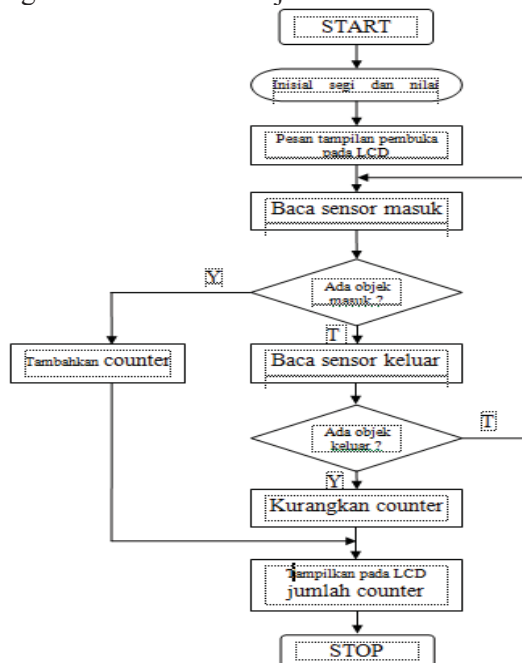 START
Inisial segi dan nilai
Pesan tampilan pembuka
pada LCD
Baca sensor masuk
Y
Ada objek
masuk ?
T
Tambahkan counter
Baca sensor keluar
Ada objek
keluar ?
T
Y
Kurangkan counter
Tampilkan pada LCD
jumlah counter
STOP